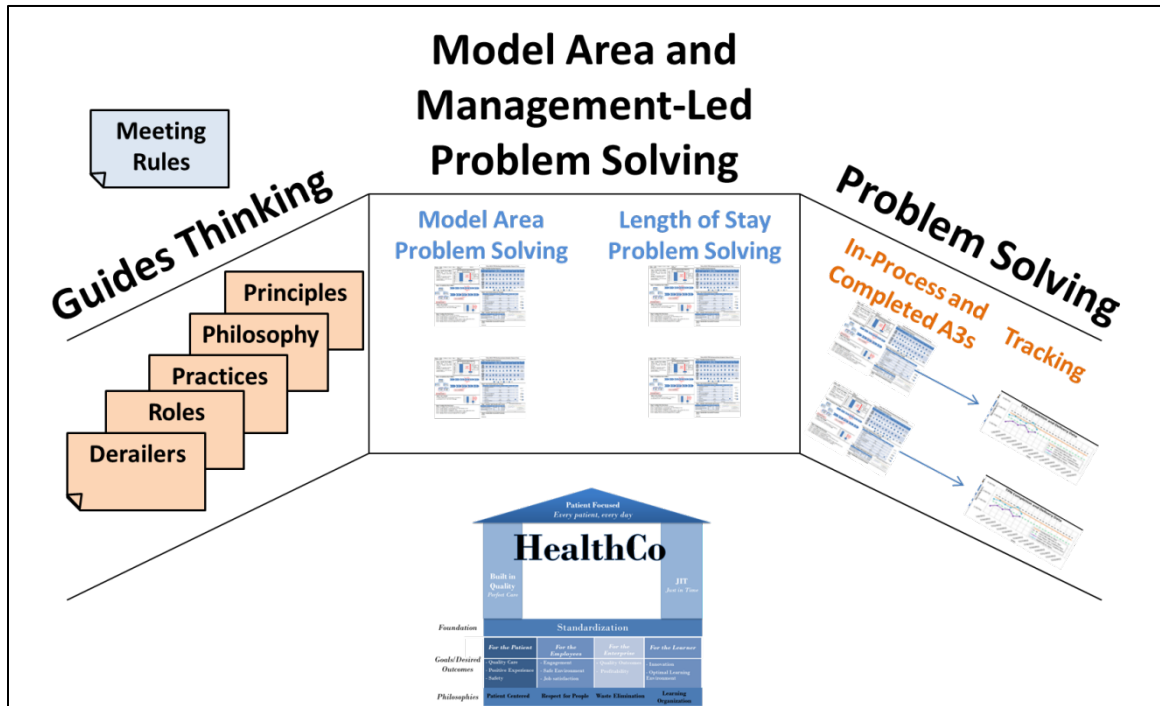 Model Area and
Management-Led
Problem Solving
Meeting
Rules
Guides Thinking
Principles
Philosophy
Practices
Roles
Derailers
Model Area
Problem Solving
Length of Stay
Problem Solving
Problem Solving
In-Process and
Completed A3s
Tracking
Patient Focused
Every patient, every day
HealthCo
Built in
Quality
Perfect Care
JIT
Just in Time
Foundation
Standardization
Goals/Desired
Outcomes
For the Patient
- Quality Care
- Positive Experience
- Safety
For the
Employees
- Engagement
- Safe Environment
- Job satisfaction
For the
Enterprise
- Quality Outcomes
- Profitability
For the Learner
- Innovation
- Optimal Learning
Environment
Philosophies
Patient Centered
Respect for People
Waste Elimination
Learning
Organization